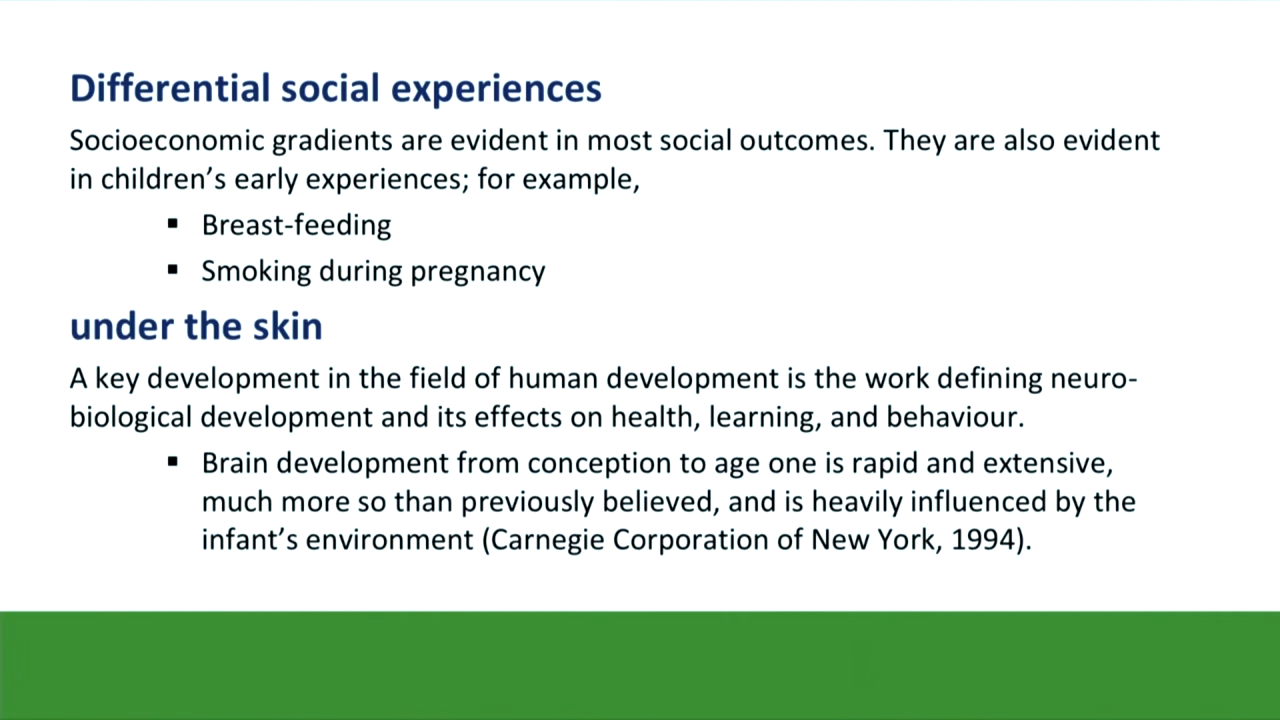 Differential social experiences
Socioeconomic gradients are evident in most social outcomes. They are also evident
in children’s early experiences; for example,
▪ Breast-feeding
▪ Smoking during pregnancy
under the skin
A key development in the field of human development is the work defining neuro-
biological development and its effects on health, learning, and behaviour.
▪ Brain development from conception to age one is rapid and extensive,
much more so than previously believed, and is heavily influenced by the
infant’s environment (Carnegie Corporation of New York, 1994).